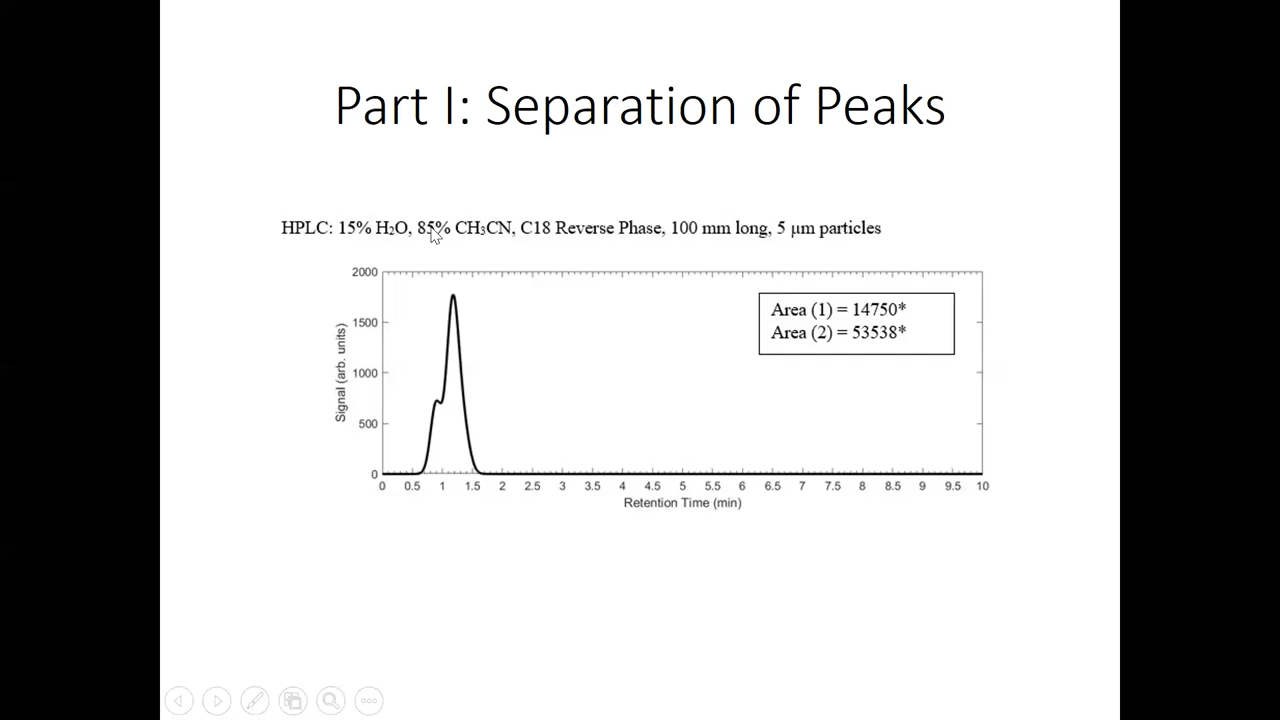 Part I: Separation of Peaks
HPLC: 15% H₂O, 85% CH₃CN, C18 Reverse Phase, 100 mm long, 5 µm particles
2000
1500
1000
500
0
Signal (arb. units)
Area (1) = 14750*
Area (2) = 53538*
0 0.5 1 1.5 2 2.5 3 3.5 4 4.5 5 5.5 6 6.5 7 7.5 8 8.5 9 9.5 10
Retention Time (min)